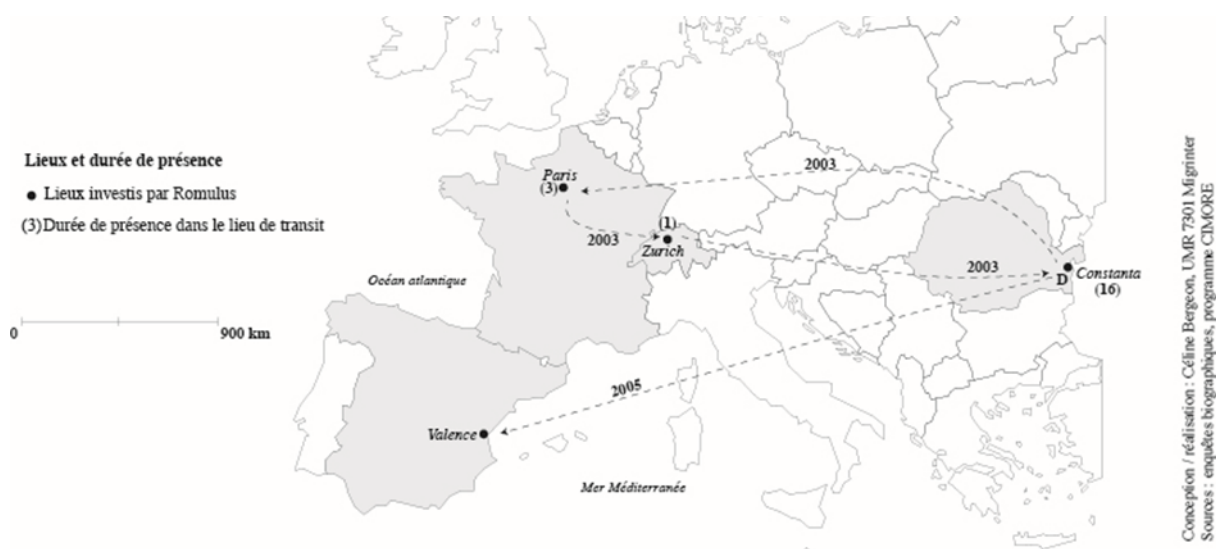 Lieux et durée de présence
Lieux investis par Romulus
(3)Durée de présence dans le lieu de transit
0
900 km
Océan atlantique
Paris
(3)
2003
(1)
Zurich
2003
2003
D
Constanta
(16)
2005
Valence
Mer Méditerranée
Conception / réalisation : Céline Bergeon, UMR 7301 Migrinter
Sources : enquêtes biographiques, programme CIMORE